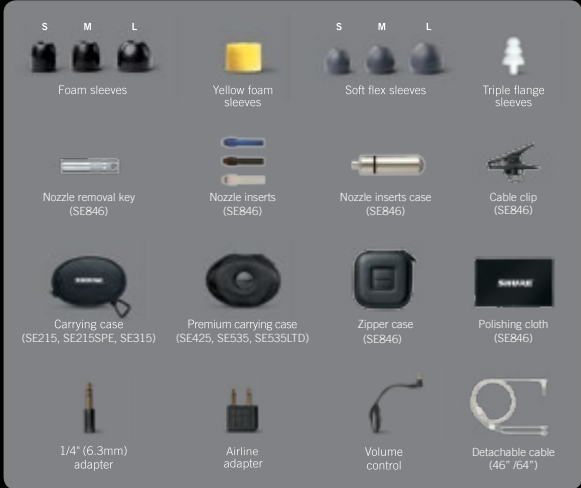 S M L S M L
Foam sleeves
Yellow foam
sleeves
Soft flex sleeves
Triple flange
sleeves
Nozzle removal key
(SE846)
Nozzle inserts
(SE846)
Nozzle inserts case
(SE846)
Cable clip
(SE846)
SHURE
Carrying case
(SE215, SE215SPE, SE315)
Premium carrying case
(SE425, SE535, SE535LTD)
Zipper case
(SE846)
SHURE
Polishing cloth
(SE846)
1/4" (6.3mm)
adapter
Airline
adapter
Volume
control
Detachable cable
(46" /64")